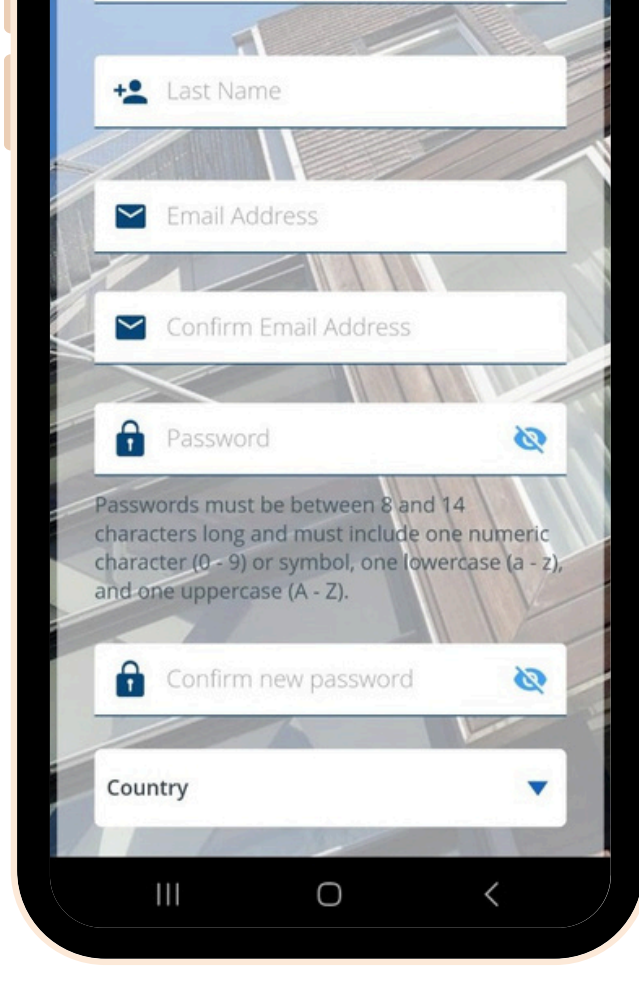 Last Name
Email Address
Confirm Email Address
Password
Passwords must be between 8 and 14
characters long and must include one numeric
character (0 - 9) or symbol, one lowercase (a - z),
and one uppercase (A - Z).
Confirm new password
Country